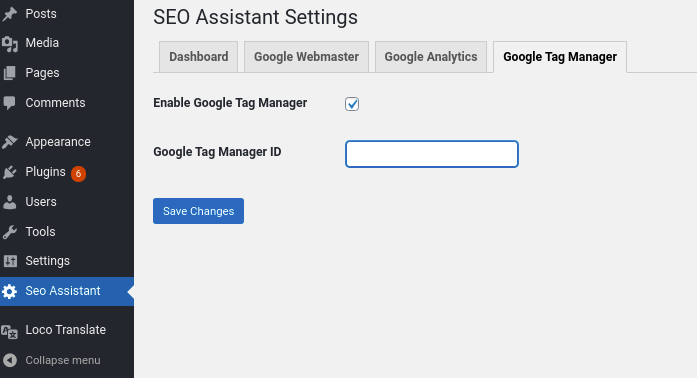 SEO Assistant Settings
Dashboard
Google Webmaster
Google Analytics
Google Tag Manager
Enable Google Tag Manager
Google Tag Manager ID
Save Changes
Posts
Media
Pages
Comments
Appearance
Plugins 6
Users
Tools
Settings
Seo Assistant
Loco Translate
Collapse menu